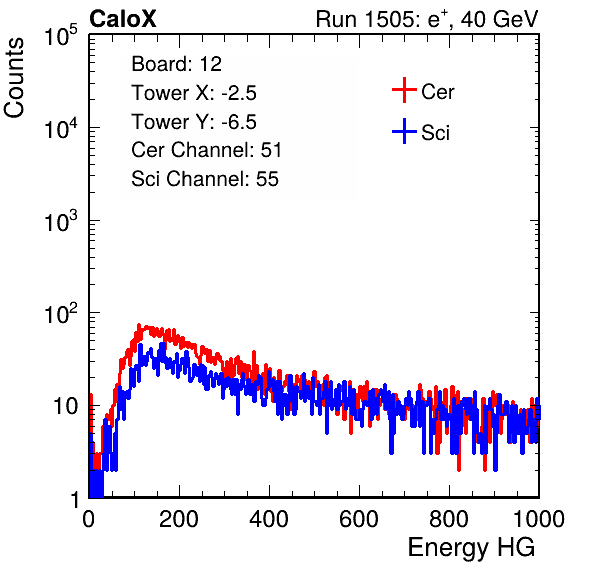 CaloX Run 1505: e⁺, 40 GeV
Counts
Board: 12
Tower X: -2.5
Tower Y: -6.5
Cer Channel: 51
Sci Channel: 55
Cer
Sci
10⁵
10⁴
10³
10²
10
1
0 200 400 600 800 1000
Energy HG